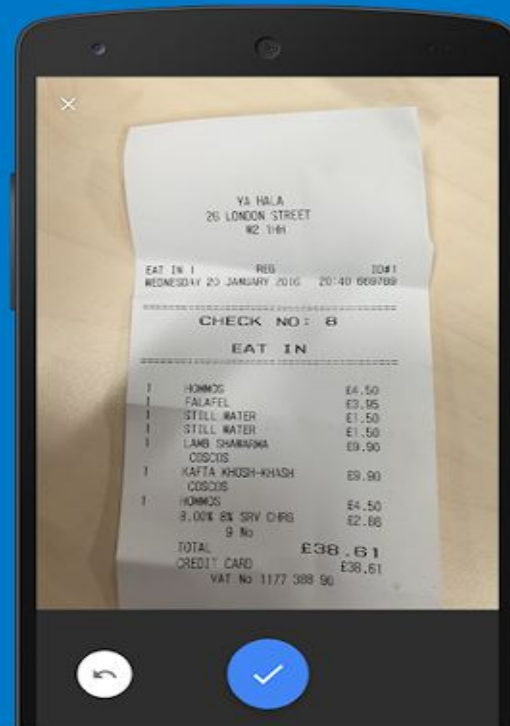 YA HALA
26 LONDON STREET
W2 1HH
EAT IN 1 REG ID#1
WEDNESDAY 20 JANUARY 2016 20:40 669789
CHECK NO: 8
EAT IN
1 HOMMOS £4.50
1 FALAFEL £3.95
1 STILL WATER £1.50
1 STILL WATER £1.50
1 LAMB SHAWARMA £9.90
COSCOS
1 KAFTA KHOSH-KHASH £9.90
COSCOS
1 HOMMOS £4.50
8.00% 8% SRV CHRG £2.86
9 No
TOTAL £38.61
CREDIT CARD £38.61
VAT No 1177 388 90